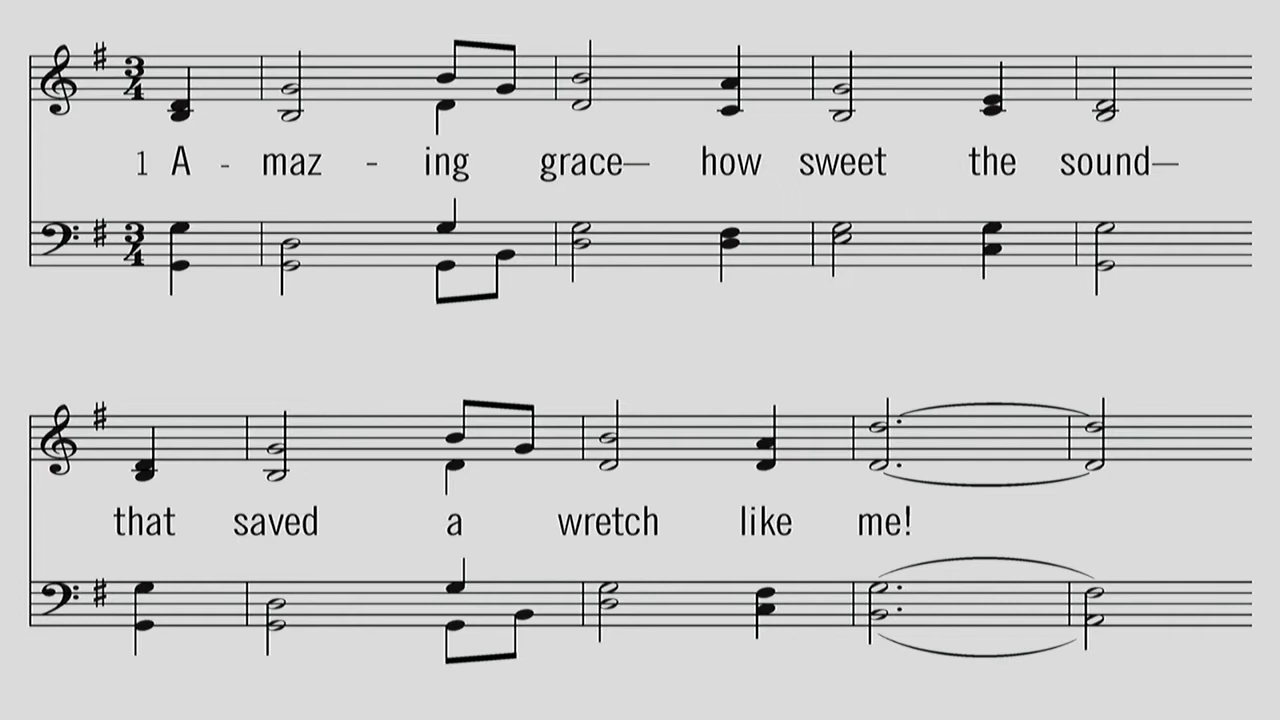 3
4
1 A - maz - ing grace— how sweet the sound—
3
4
that saved a wretch like me!